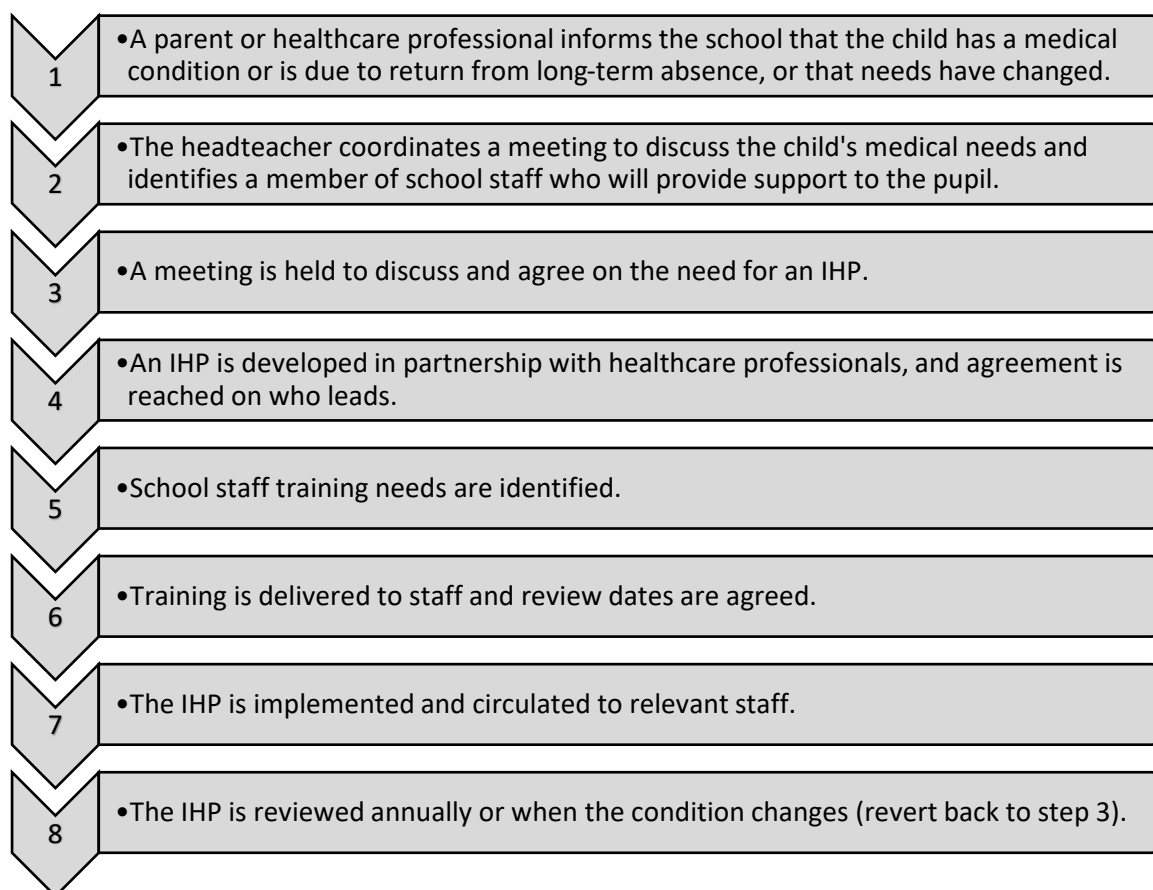 1
•A parent or healthcare professional informs the school that the child has a medical
condition or is due to return from long-term absence, or that needs have changed.
2
•The headteacher coordinates a meeting to discuss the child's medical needs and
identifies a member of school staff who will provide support to the pupil.
3
•A meeting is held to discuss and agree on the need for an IHP.
4
•An IHP is developed in partnership with healthcare professionals, and agreement is
reached on who leads.
5
•School staff training needs are identified.
6
•Training is delivered to staff and review dates are agreed.
7
•The IHP is implemented and circulated to relevant staff.
8
•The IHP is reviewed annually or when the condition changes (revert back to step 3).